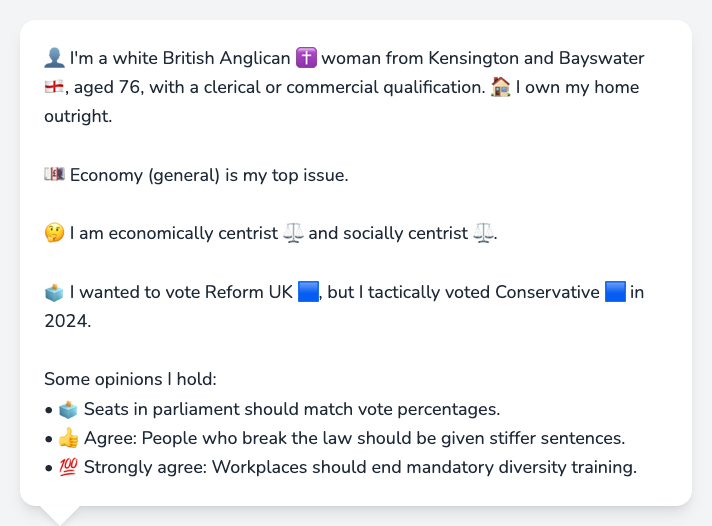 👤 I'm a white British Anglican ✝️ woman from Kensington and Bayswater
🏴󠁧󠁢󠁥󠁮󠁧󠁿, aged 76, with a clerical or commercial qualification. 🏠 I own my home
outright.
💷 Economy (general) is my top issue.
🤔 I am economically centrist ⚖️ and socially centrist ⚖️.
🗳️ I wanted to vote Reform UK 🟦, but I tactically voted Conservative 🟦 in
2024.
Some opinions I hold:
• 🗳️ Seats in parliament should match vote percentages.
• 👍 Agree: People who break the law should be given stiffer sentences.
• 💯 Strongly agree: Workplaces should end mandatory diversity training.